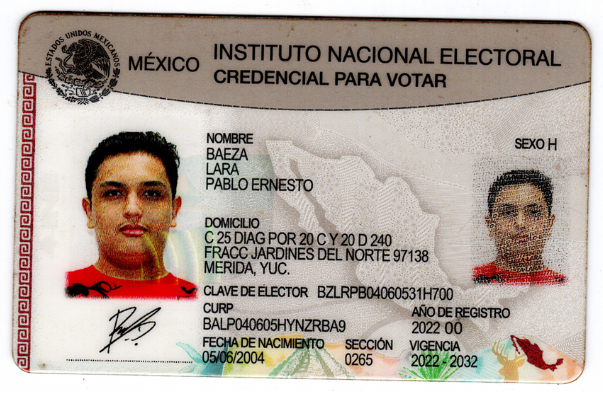 ESTADOS UNIDOS MEXICANOS
MÉXICO INSTITUTO NACIONAL ELECTORAL
CREDENCIAL PARA VOTAR
NOMBRE SEXO H
BAEZA
LARA
PABLO ERNESTO
DOMICILIO
C 25 DIAG POR 20 C Y 20 D 240
FRACC JARDINES DEL NORTE 97138
MERIDA, YUC.
CLAVE DE ELECTOR BZLRPB04060531H700
CURP AÑO DE REGISTRO
BALP040605HYNZRBA9 2022 00
FECHA DE NACIMIENTO SECCIÓN VIGENCIA
05/06/2004 0265 2022 - 2032